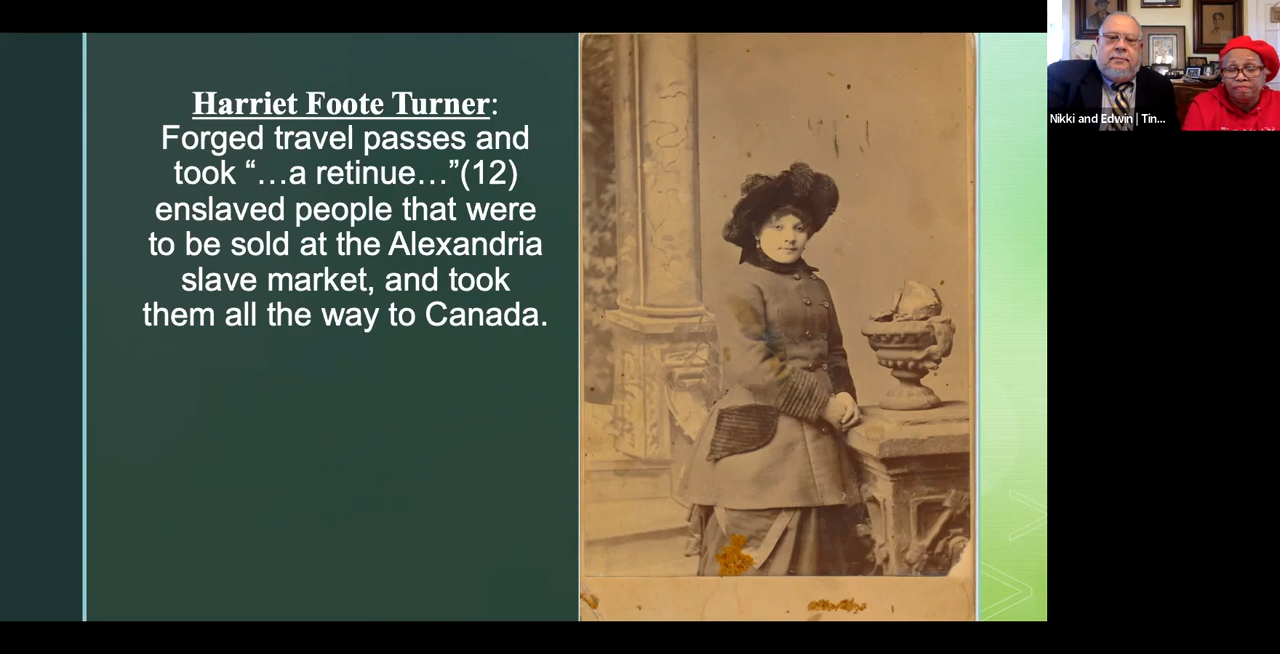 Harriet Foote Turner:
Forged travel passes and
took “…a retinue…”(12)
enslaved people that were
to be sold at the Alexandria
slave market, and took
them all the way to Canada.
Nikki and Edwin | Tin...